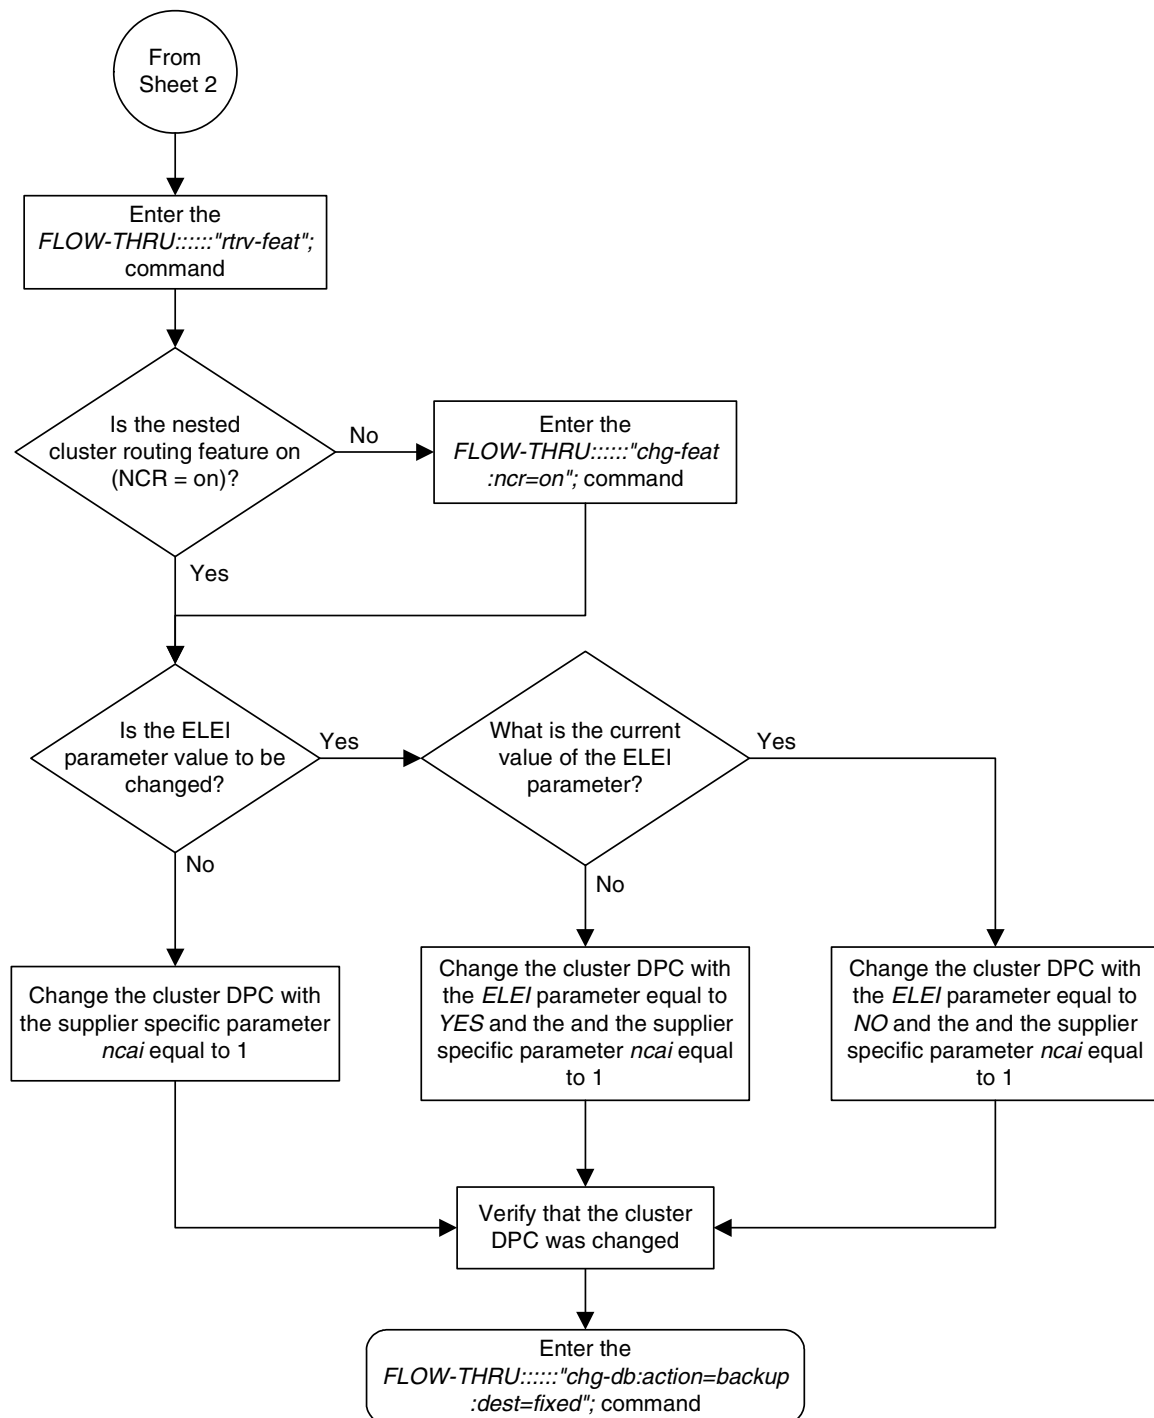 From
Sheet 2
Enter the
FLOW-THRU::::::"rtrv-feat";
command
Is the nested
cluster routing feature on
(NCR = on)?
No
Enter the
FLOW-THRU::::::"chg-feat
:ncr=on"; command
Yes
Is the ELEI
parameter value to be
changed?
Yes
What is the current
value of the ELEI
parameter?
Yes
No
No
Change the cluster DPC with
the supplier specific parameter
ncai equal to 1
Change the cluster DPC with
the ELEI parameter equal to
YES and the and the supplier
specific parameter ncai equal
to 1
Change the cluster DPC with
the ELEI parameter equal to
NO and the and the supplier
specific parameter ncai equal
to 1
Verify that the cluster
DPC was changed
Enter the
FLOW-THRU::::::"chg-db:action=backup
:dest=fixed"; command